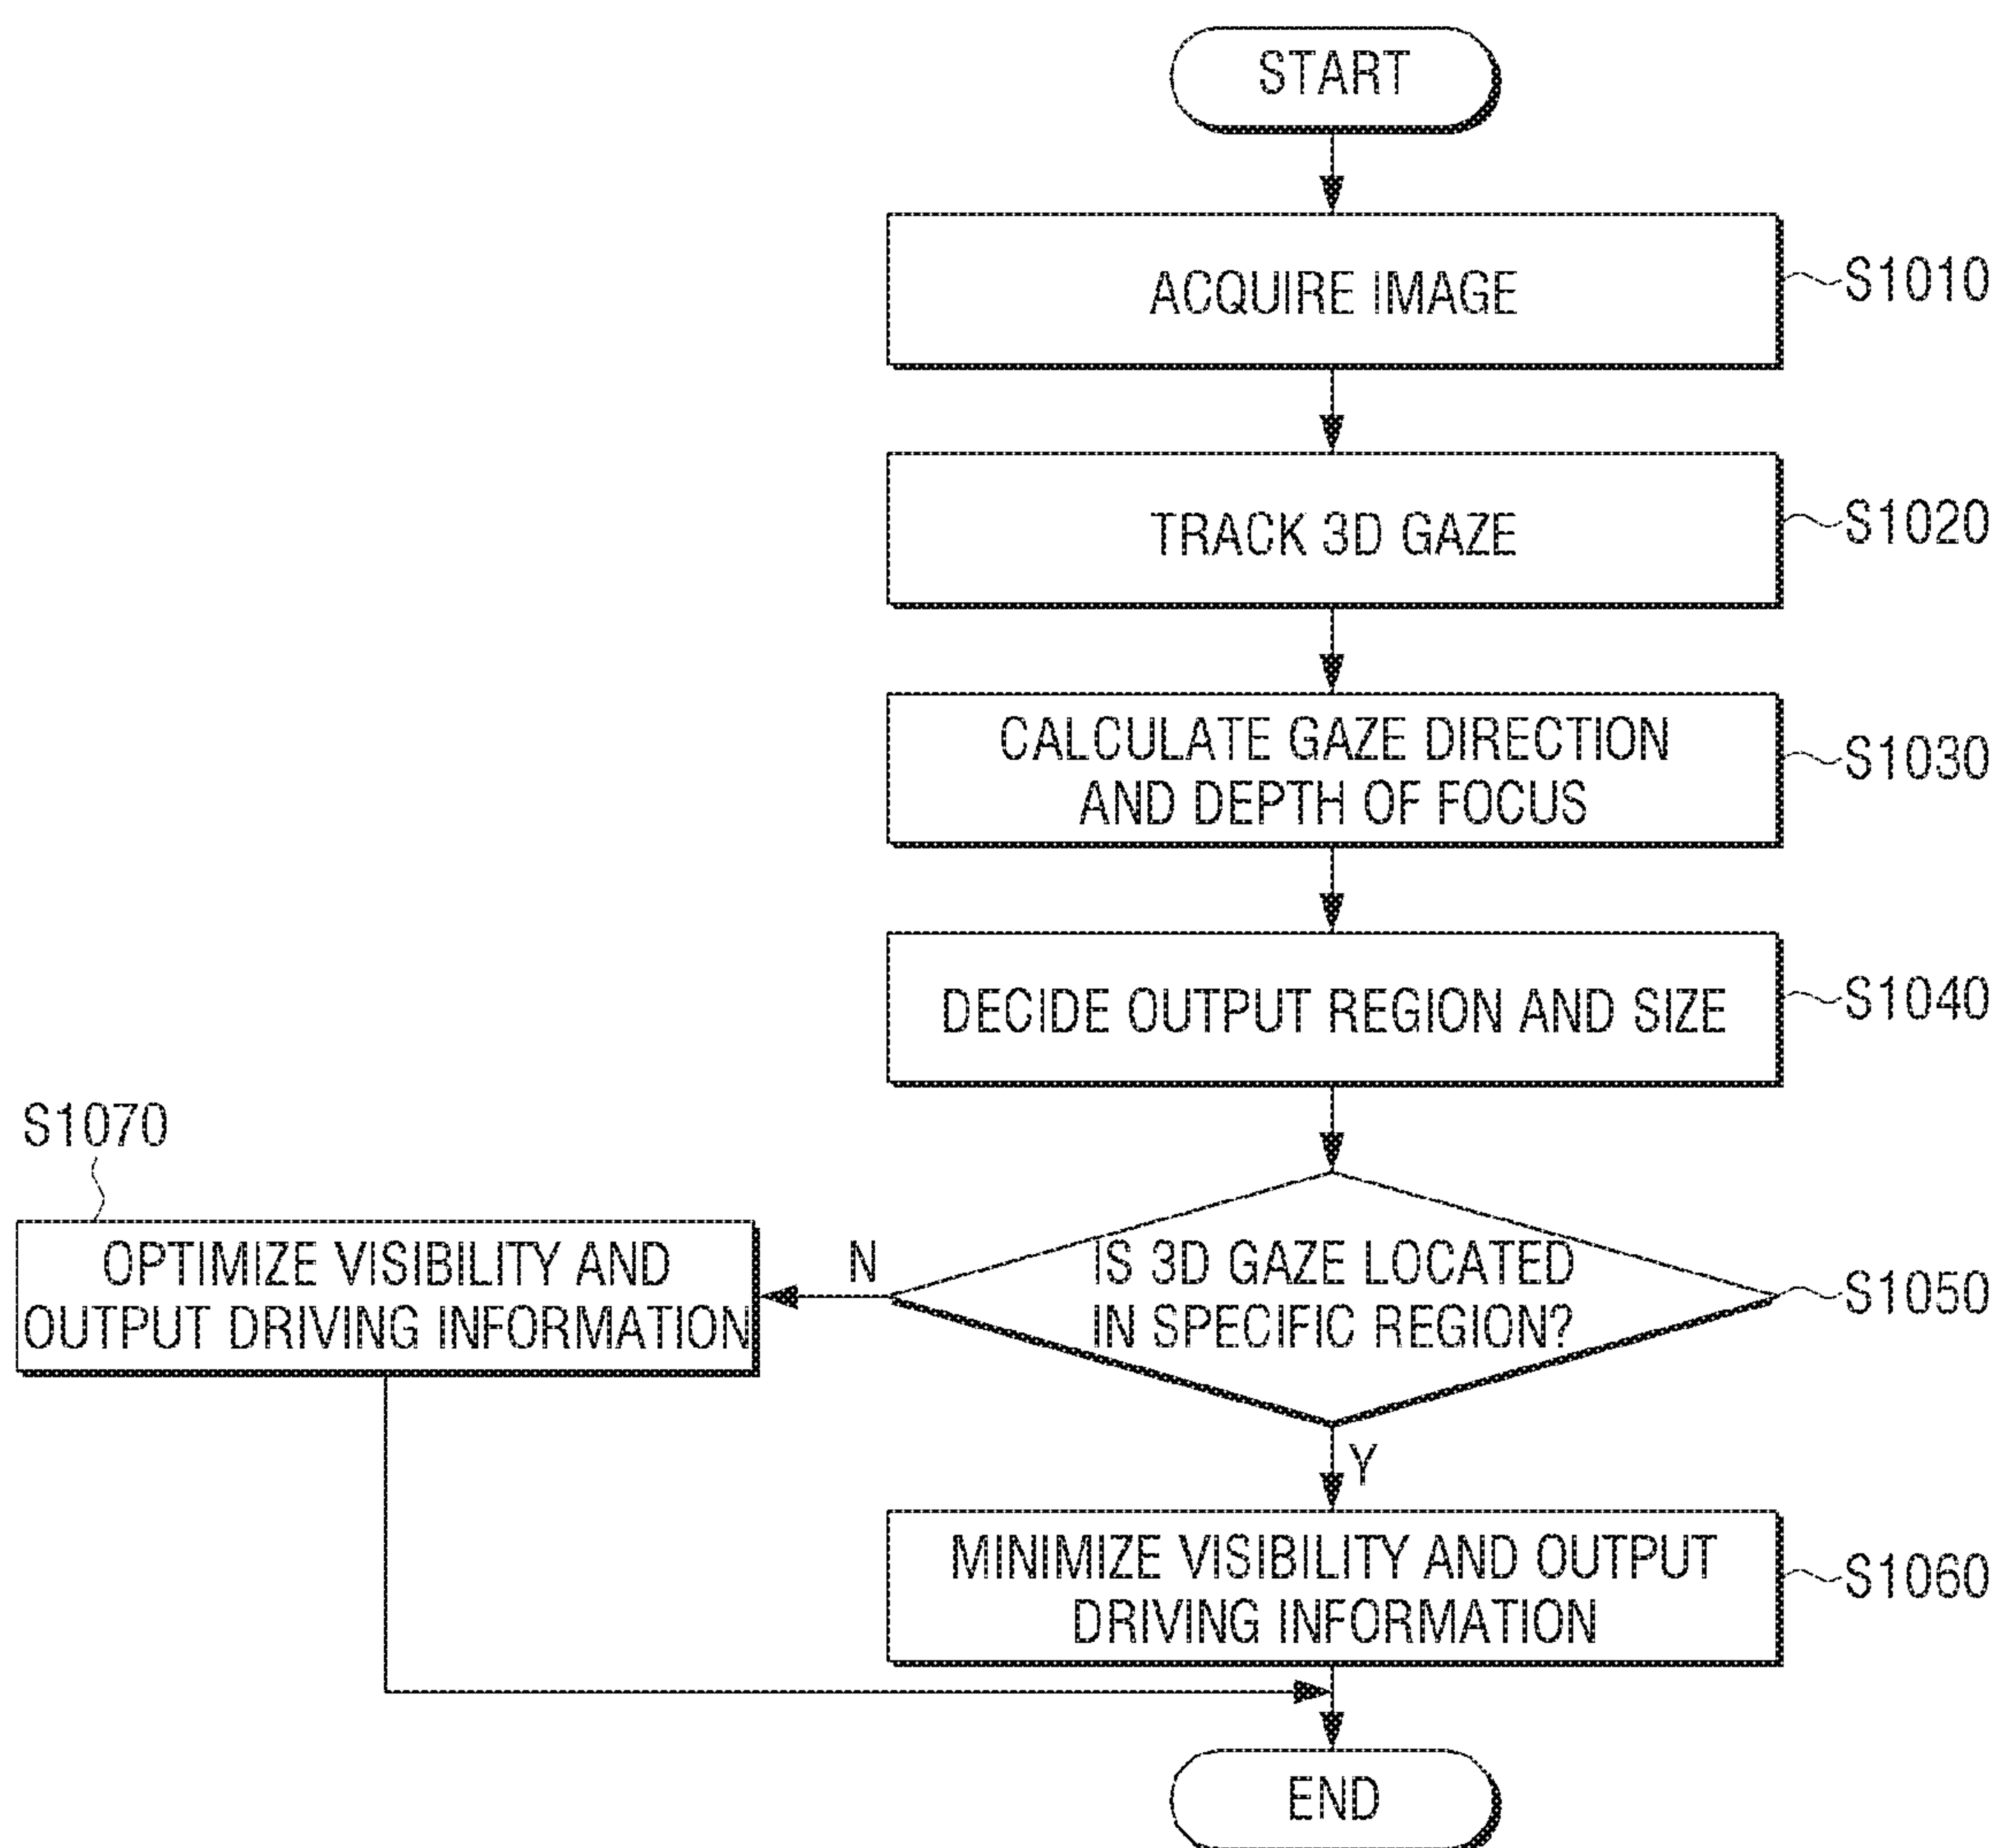 START
ACQUIRE IMAGE
S1010
TRACK 3D GAZE
S1020
CALCULATE GAZE DIRECTION
AND DEPTH OF FOCUS
S1030
DECIDE OUTPUT REGION AND SIZE
S1040
S1070
OPTIMIZE VISIBILITY AND
OUTPUT DRIVING INFORMATION
N
IS 3D GAZE LOCATED
IN SPECIFIC REGION?
S1050
Y
MINIMIZE VISIBILITY AND OUTPUT
DRIVING INFORMATION
S1060
END